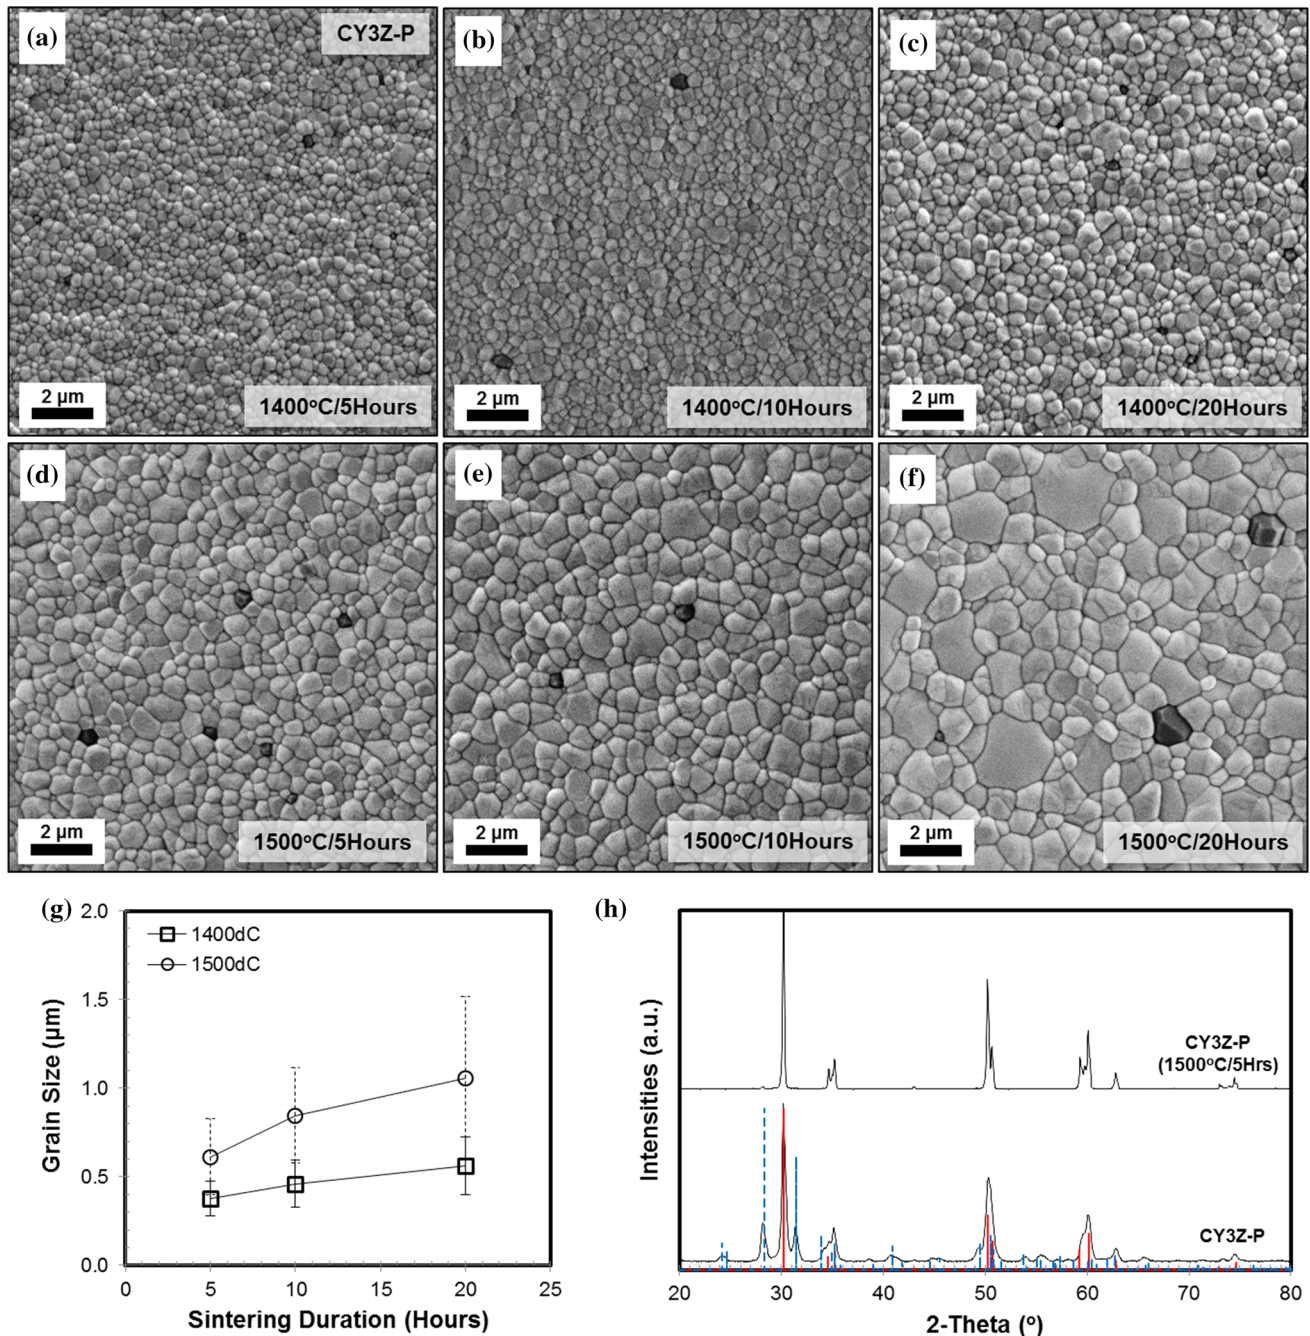 (a)
CY3Z-P
2 µm
1400°C/5Hours
(b)
2 µm
1400°C/10Hours
(c)
2 µm
1400°C/20Hours
(d)
2 µm
1500°C/5Hours
(e)
2 µm
1500°C/10Hours
(f)
2 µm
1500°C/20Hours
(g)
2.0
1.5
1.0
0.5
0.0
Grain Size (µm)
1400dC
1500dC
0 5 10 15 20 25
Sintering Duration (Hours)
(h)
Intensities (a.u.)
CY3Z-P
(1500°C/5Hrs)
CY3Z-P
20 30 40 50 60 70 80
2-Theta (°)